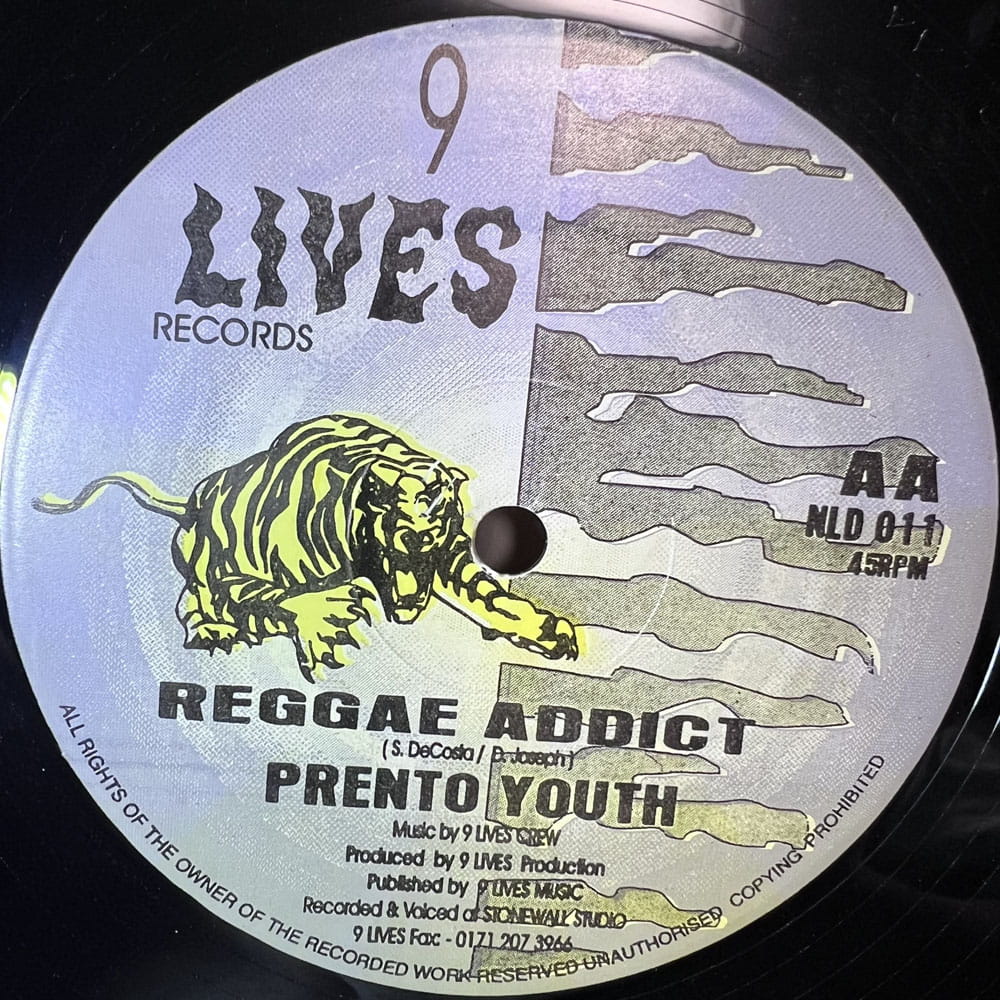 9
LIVES
RECORDS
AA
NLD 011
45RPM
REGGAE ADDICT
( S. DeCosta / D. Joseph )
PRENTO YOUTH
Music by 9 LIVES CREW
Produced by 9 LIVES Production
Published by 9 LIVES MUSIC
Recorded & Voiced at STONEWALL STUDIO
9 LIVES Fax: - 0171 207 3966
ALL RIGHTS OF THE OWNER OF THE RECORDED WORK RESERVED UNAUTHORISED COPYING PROHIBITED